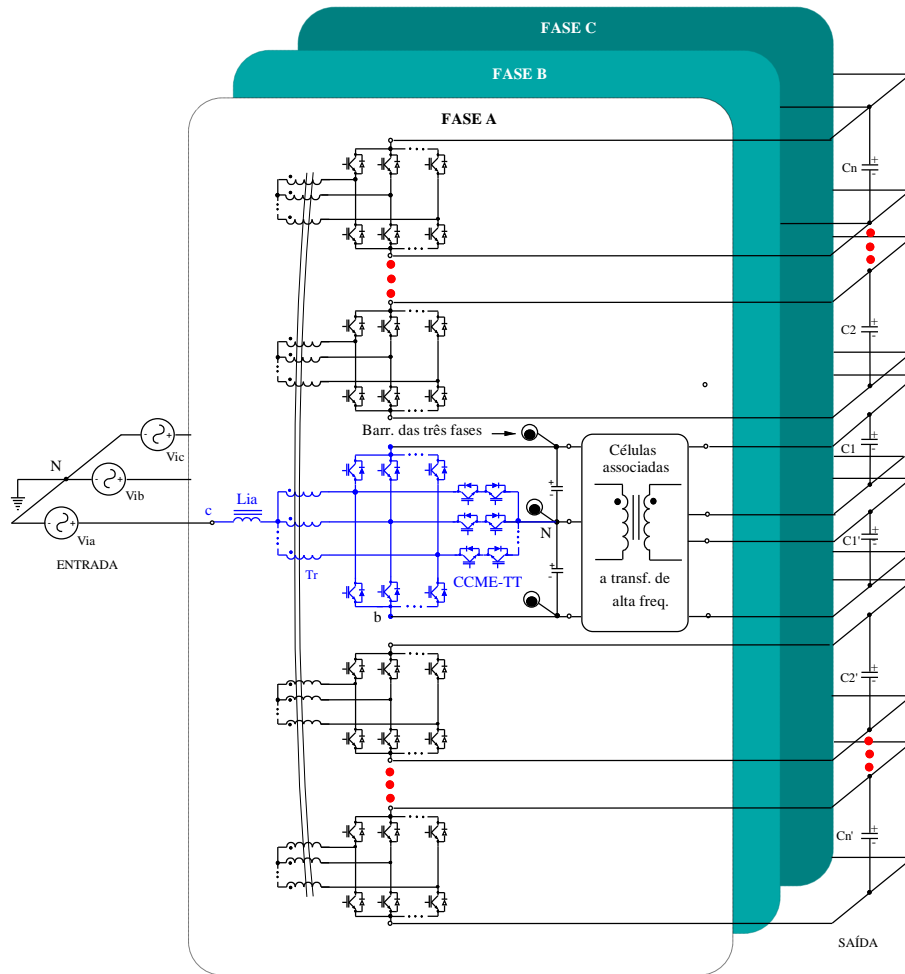 FASE C
FASE B
FASE A
Cn
C2
Barr. das três fases
N
Vic
Vib
Via
ENTRADA
c
Lia
Tr
CCME-TT
b
N
Células
associadas
a transf. de
alta freq.
C1
C1'
C2'
Cn'
SAÍDA